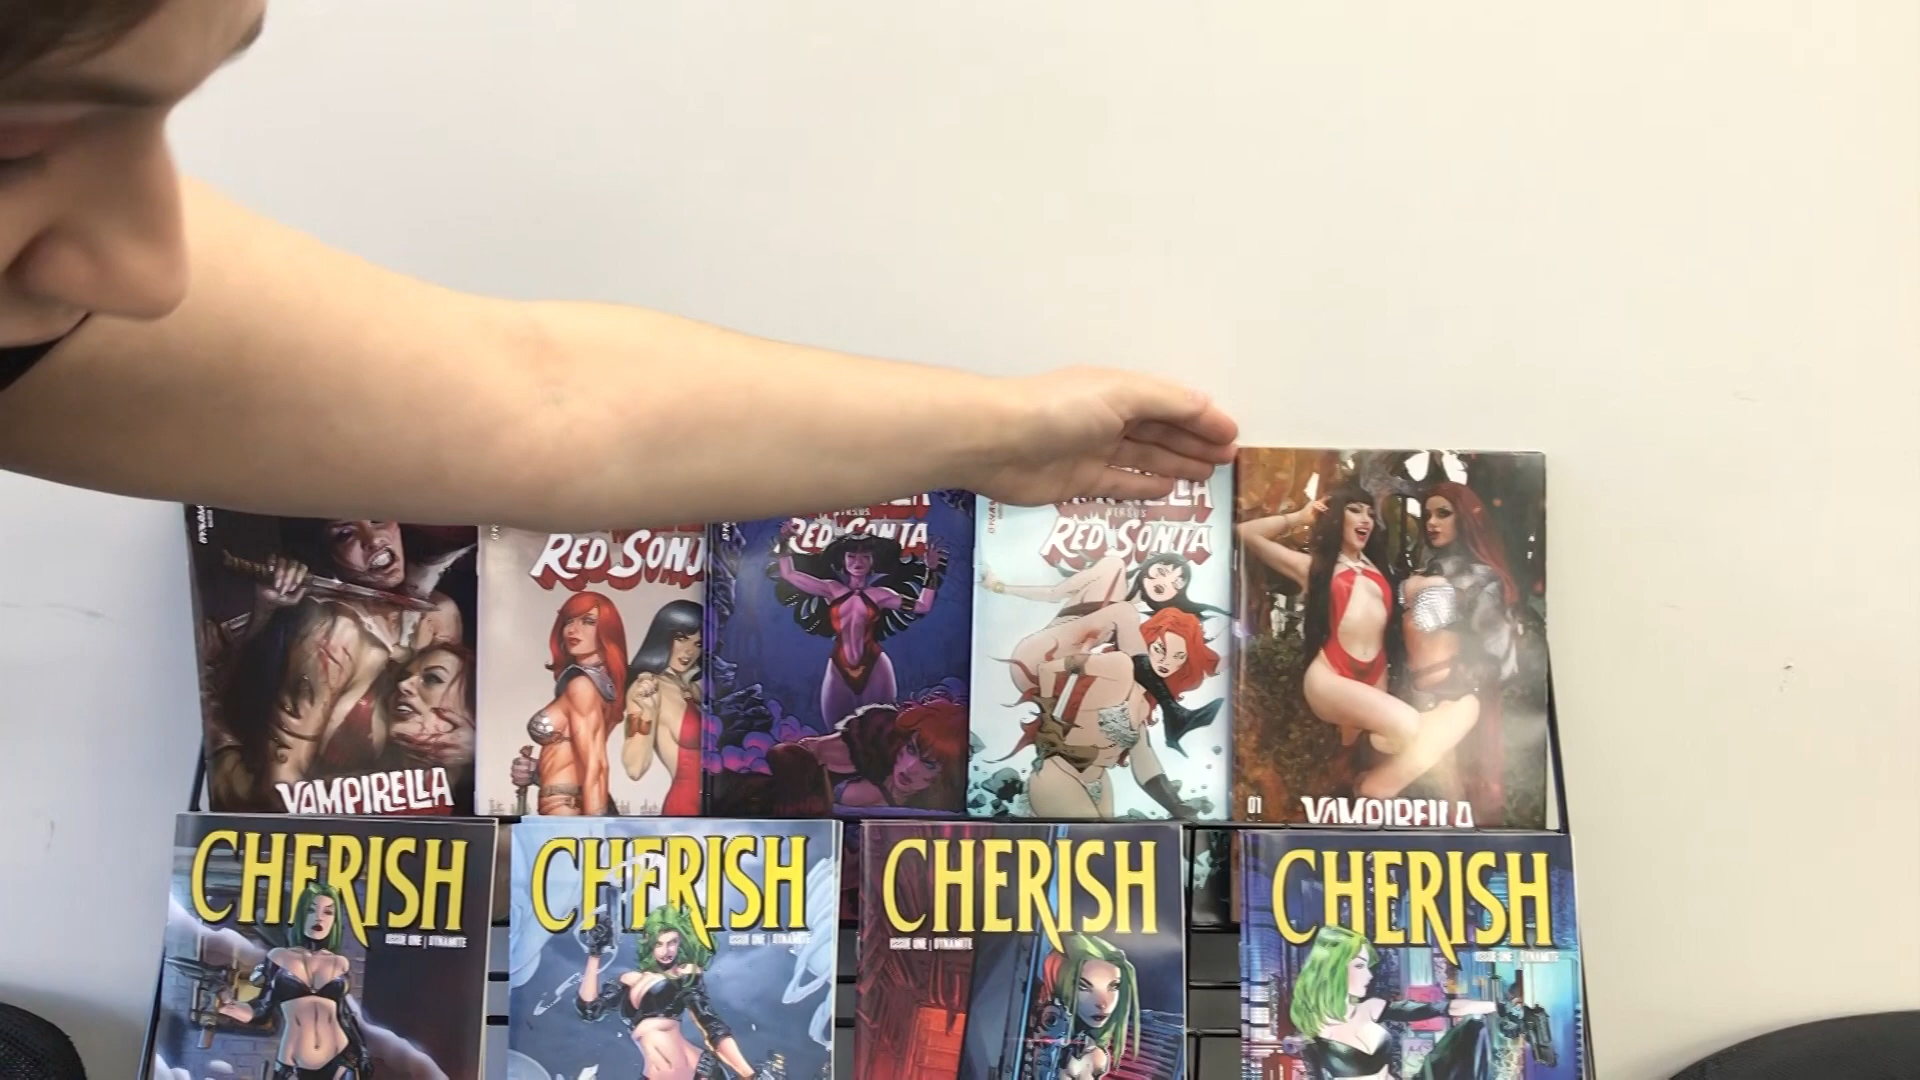 VAMPIRELLA
RED SONJ
VERSUS
RED SONJA
VERSUS
RED SONJA
01
VAMPIRELLA
CHERISH
ISSUE ONE | DYNAMITE
CHERISH
ISSUE ONE | DYNAMITE
CHERISH
ISSUE ONE | DYNAMITE
CHERISH
ISSUE ONE | DYNAMITE